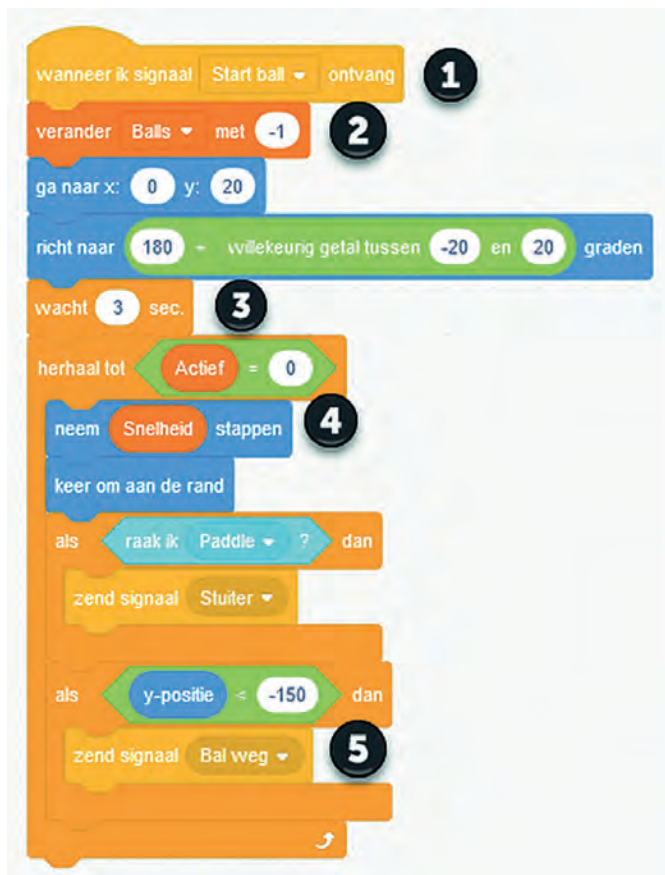 wanneer ik signaal Start ball ontvang 1
verander Balls met -1 2
ga naar x: 0 y: 20
richt naar 180 - willekeurig getal tussen -20 en 20 graden
wacht 3 sec. 3
herhaal tot Actief = 0
neem Snelheid stappen 4
keer om aan de rand
als raak ik Paddle ? dan
zend signaal Stuiter
als y-positie < -150 dan
zend signaal Bal weg 5